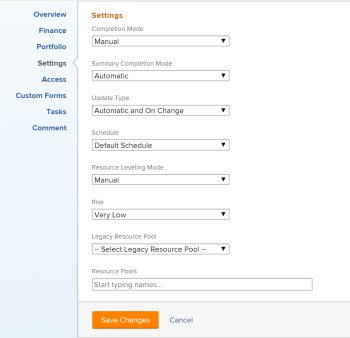 Overview
Finance
Portfolio
Settings
Access
Custom Forms
Tasks
Comment
Settings
Completion Mode
Manual
Summary Completion Mode
Automatic
Update Type
Automatic and On Change
Schedule
Default Schedule
Resource Leveling Mode
Manual
Risk
Very Low
Legacy Resource Pool
-- Select Legacy Resource Pool --
Resource Pools
Start typing names...
Save Changes Cancel